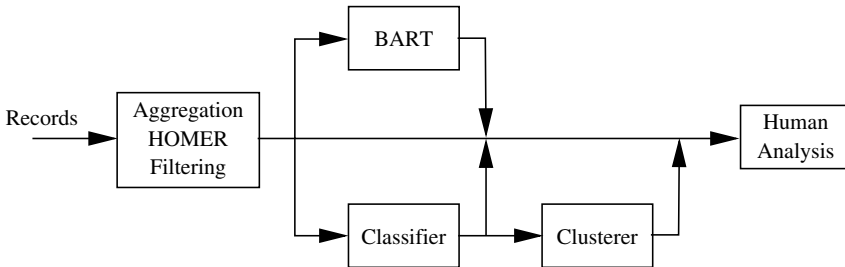 BART
Records
Aggregation
HOMER
Filtering
Human
Analysis
Classifier
Clusterer